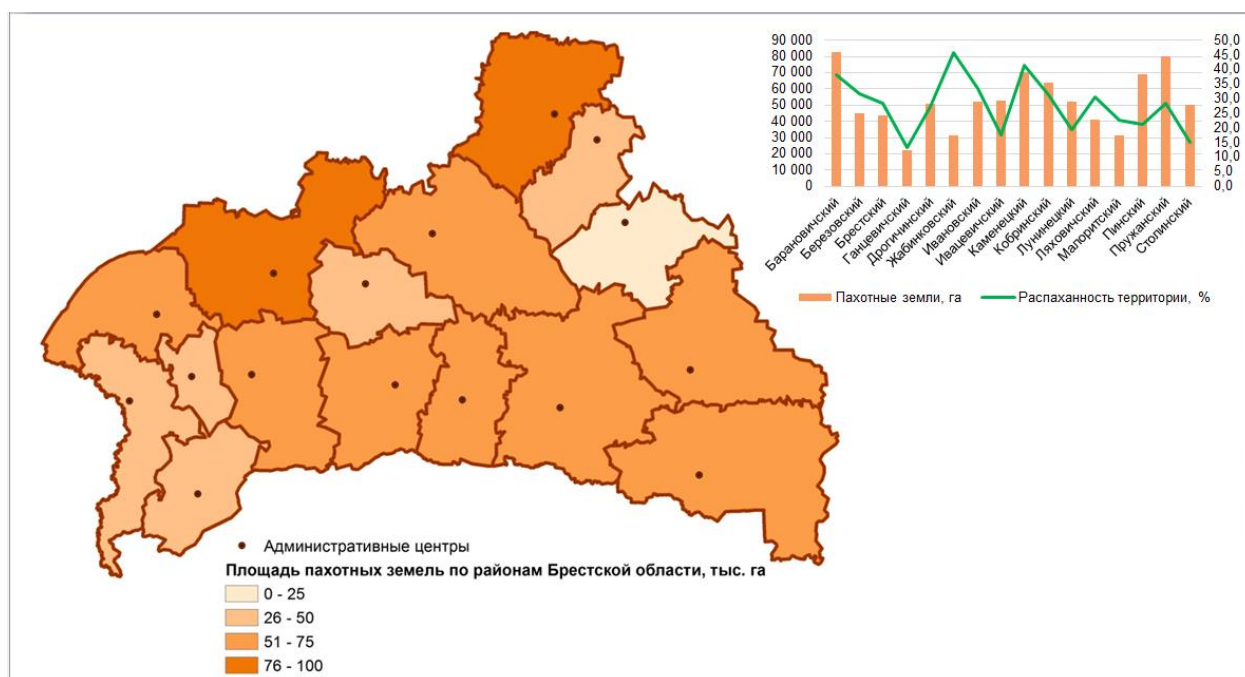 90 000
80 000
70 000
60 000
50 000
40 000
30 000
20 000
10 000
0
50,0
45,0
40,0
35,0
30,0
25,0
20,0
15,0
10,0
5,0
0,0
Барановичский
Березовский
Брестский
Ганцевичский
Дрогичинский
Жабинковский
Ивановский
Ивацевичский
Каменецкий
Кобринский
Лунинецкий
Ляховичский
Малоритский
Пинский
Пружанский
Столинский
Пахотные земли, га
Распаханность территории, %
Административные центры
Площадь пахотных земель по районам Брестской области, тыс. га
0 - 25
26 - 50
51 - 75
76 - 100